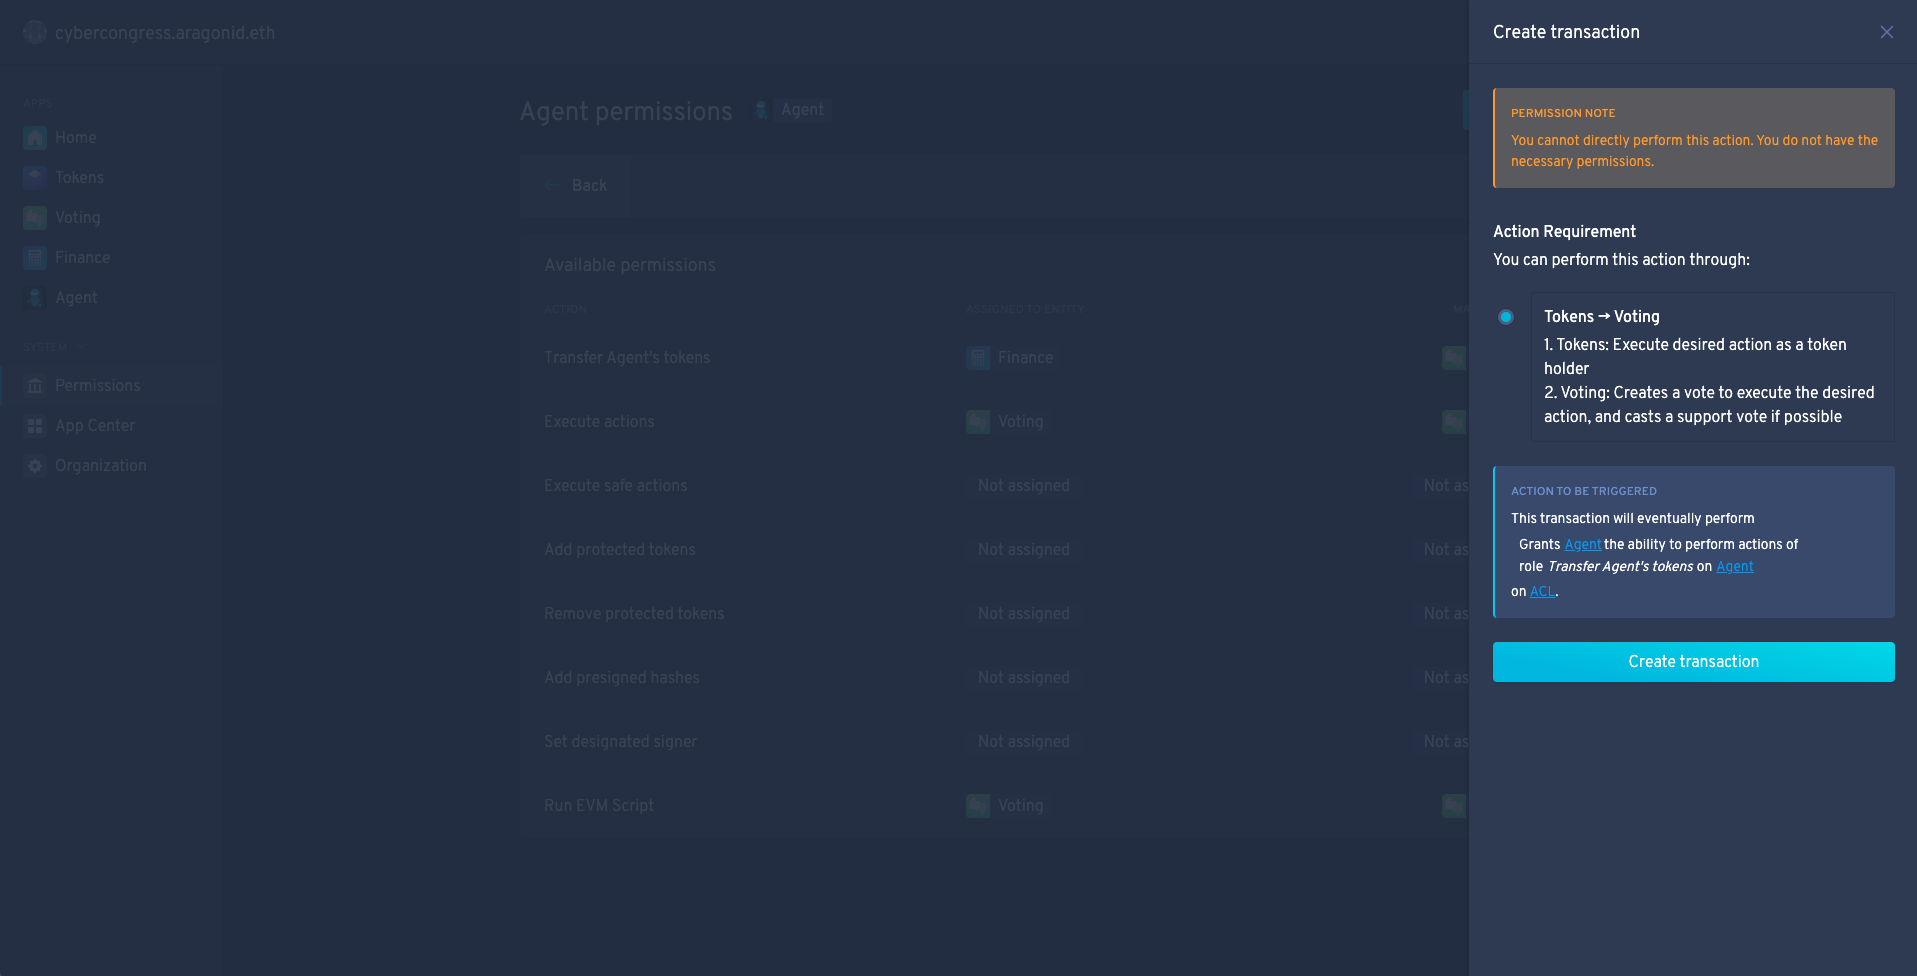 cybercongress.aragonid.eth
APPS
Home
Tokens
Voting
Finance
Agent
SYSTEM
Permissions
App Center
Organization
Agent permissions Agent
Back
Available permissions
ACTION ASSIGNED TO ENTITY MA
Transfer Agent's tokens Finance
Execute actions Voting
Execute safe actions Not assigned Not as
Add protected tokens Not assigned Not as
Remove protected tokens Not assigned Not as
Add presigned hashes Not assigned Not as
Set designated signer Not assigned Not as
Run EVM Script Voting
Create transaction
PERMISSION NOTE
You cannot directly perform this action. You do not have the
necessary permissions.
Action Requirement
You can perform this action through:
Tokens → Voting
1. Tokens: Execute desired action as a token
holder
2. Voting: Creates a vote to execute the desired
action, and casts a support vote if possible
ACTION TO BE TRIGGERED
This transaction will eventually perform
Grants Agent the ability to perform actions of
role Transfer Agent's tokens on Agent
on ACL.
Create transaction